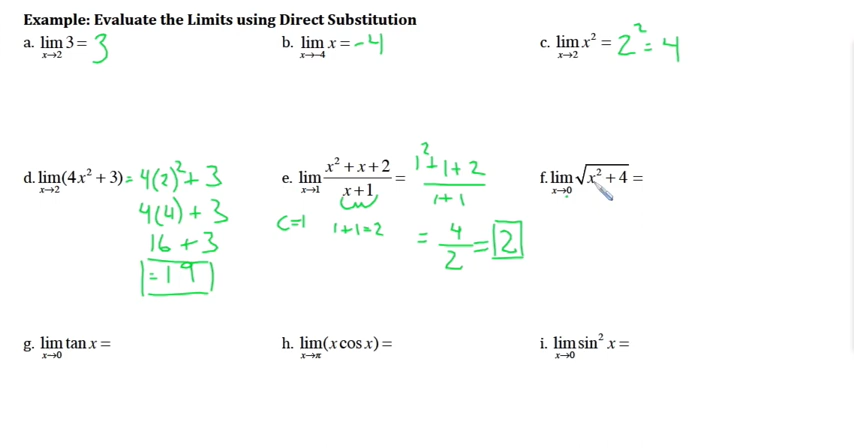 Example: Evaluate the Limits using Direct Substitution
a. lim 3 = 3
x→2
b. lim x = -4
x→-4
c. lim x² = 2² = 4
x→2
d. lim(4x² + 3) = 4(2)² + 3
x→2
4(4) + 3
16 + 3
= 19
e. lim (x² + x + 2)/(x + 1) = (1² + 1 + 2)/(1 + 1)
x→1
c=1 1+1=2
= 4/2 = 2
f. lim √(x² + 4) =
x→0
g. lim tan x =
x→0
h. lim(x cos x) =
x→π
i. lim sin² x =
x→0